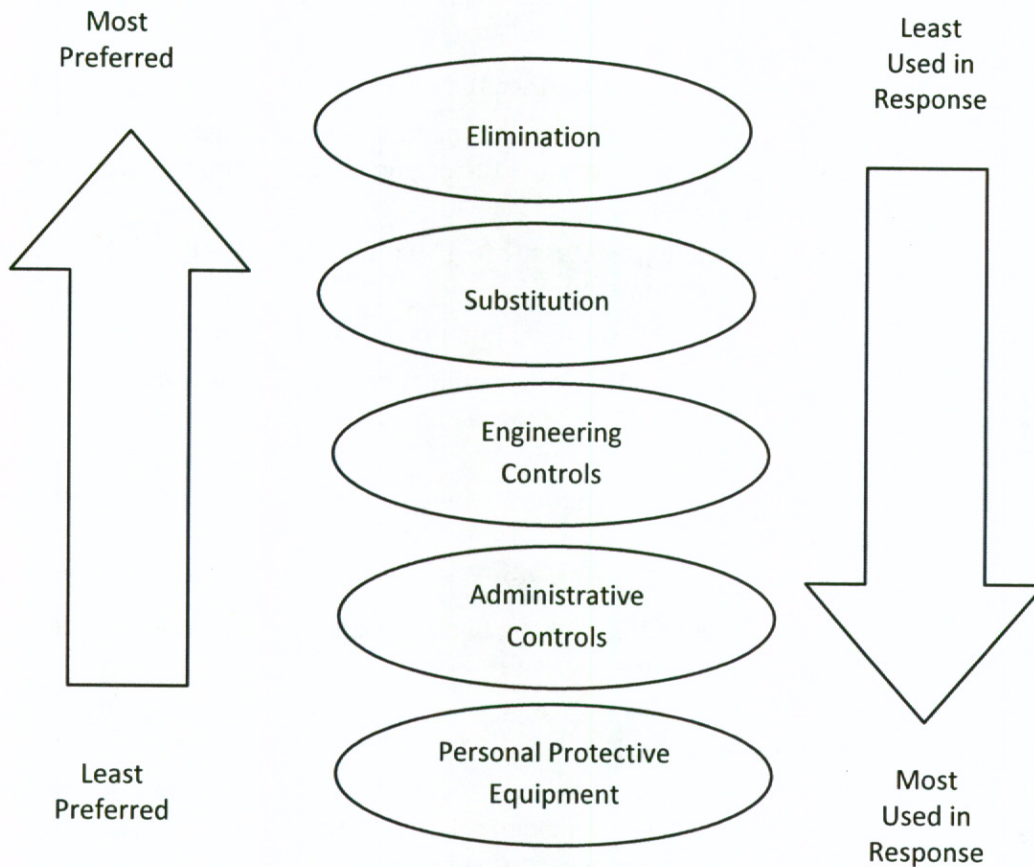 Most
Preferred
Least
Used in
Response
Elimination
Substitution
Engineering
Controls
Administrative
Controls
Personal Protective
Equipment
Least
Preferred
Most
Used in
Response